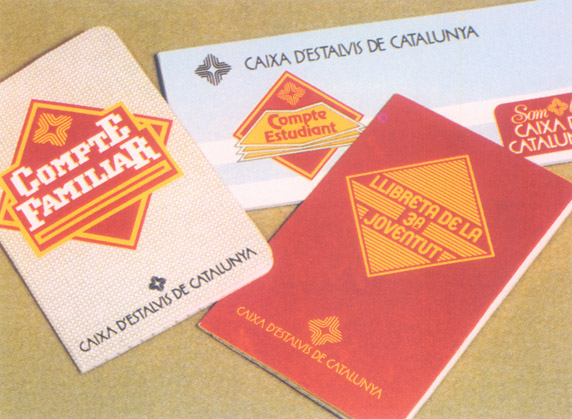 CAIXA D'ESTALVIS DE CATALUNYA
Compte
Estudiant
Som
CAIXA
CATALUN
COMPTE
FAMILIAR
CAIXA D'ESTALVIS DE CATALUNYA
LLIBRETA DE LA
3A
JOVENTUT
CAIXA D'ESTALVIS DE CATALUNYA